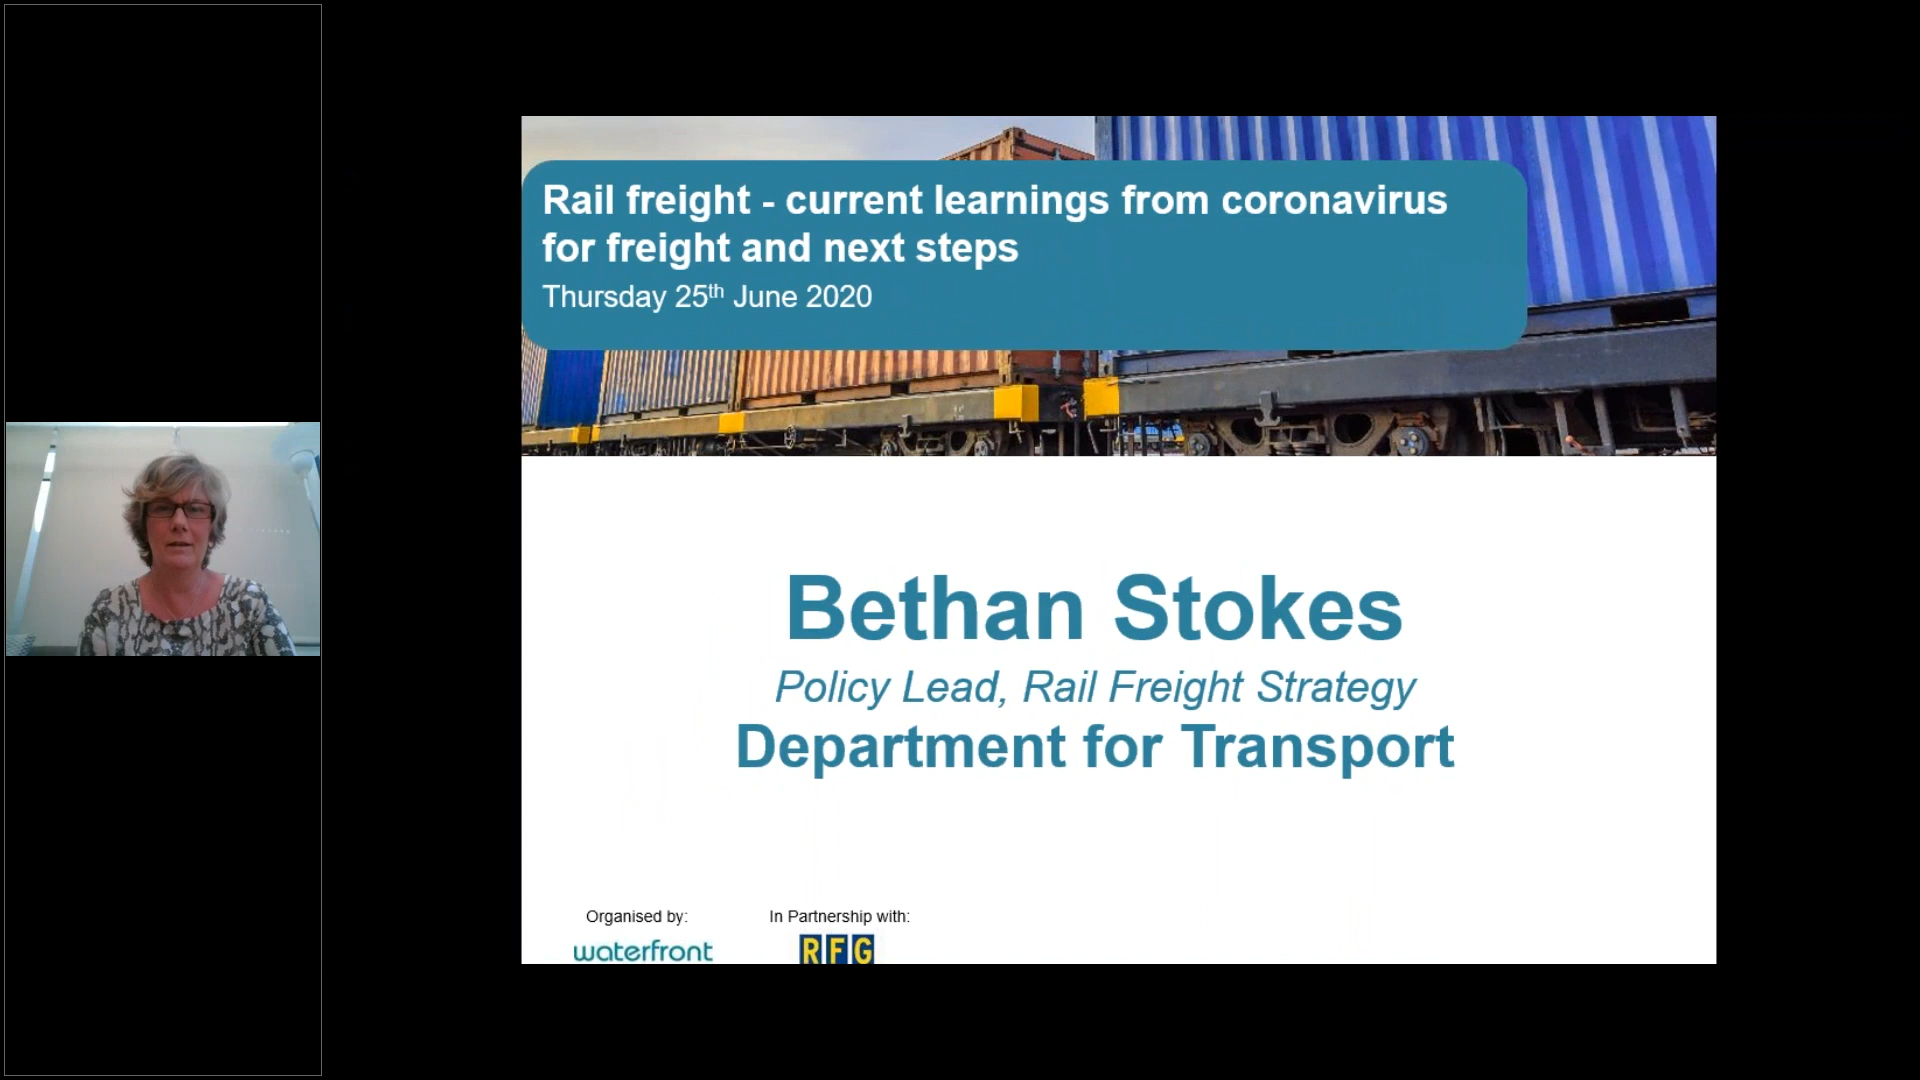 Rail freight - current learnings from coronavirus
for freight and next steps
Thursday 25th June 2020
Bethan Stokes
Policy Lead, Rail Freight Strategy
Department for Transport
Organised by:
In Partnership with:
waterfront
RFG